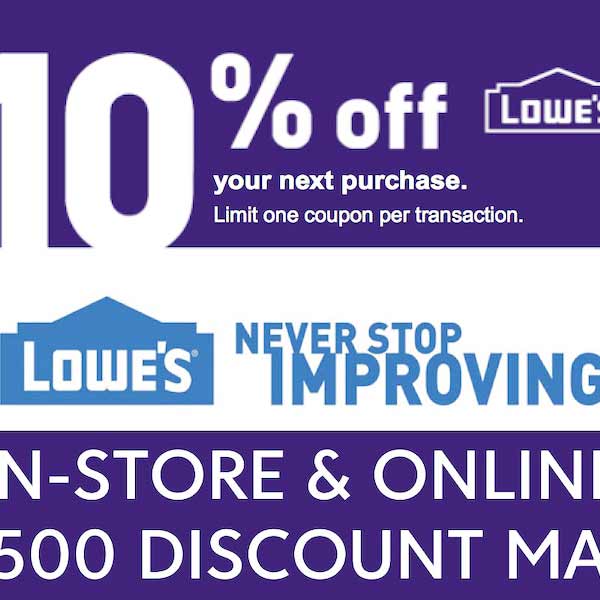 10% off
LOWE'S
your next purchase.
Limit one coupon per transaction.
LOWE'S®
NEVER STOP
IMPROVING
N-STORE & ONLINE
500 DISCOUNT MA